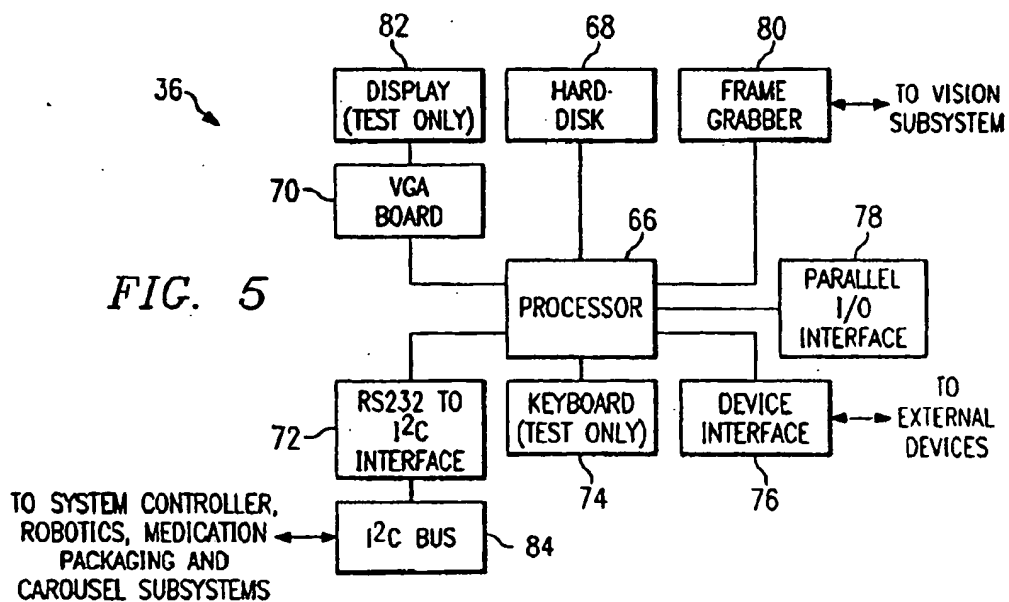 82
68
80
36
DISPLAY
(TEST ONLY)
HARD-
DISK
FRAME
GRABBER
TO VISION
SUBSYSTEM
70
VGA
BOARD
66
78
FIG. 5
PROCESSOR
PARALLEL
I/O
INTERFACE
72
RS232 TO
I²C
INTERFACE
KEYBOARD
(TEST ONLY)
DEVICE
INTERFACE
TO
EXTERNAL
DEVICES
74
76
TO SYSTEM CONTROLLER,
ROBOTICS, MEDICATION
PACKAGING AND
CAROUSEL SUBSYSTEMS
I²C BUS
84